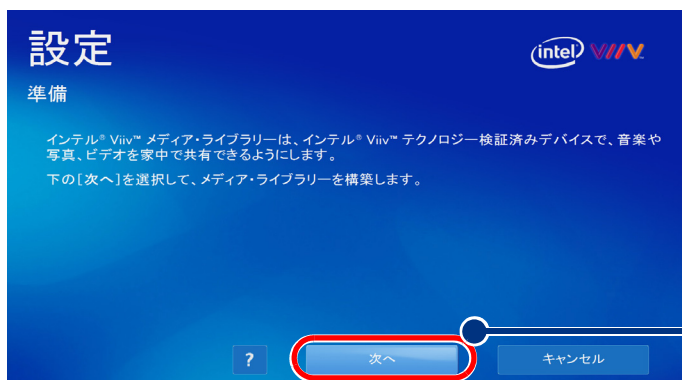 設定
intel VIIV
準備
インテル® Viiv™ メディア・ライブラリーは、インテル® Viiv™ テクノロジー検証済みデバイスで、音楽や
写真、ビデオを家中で共有できるようにします。
下の[次へ]を選択して、メディア・ライブラリーを構築します。
? 次へ キャンセル